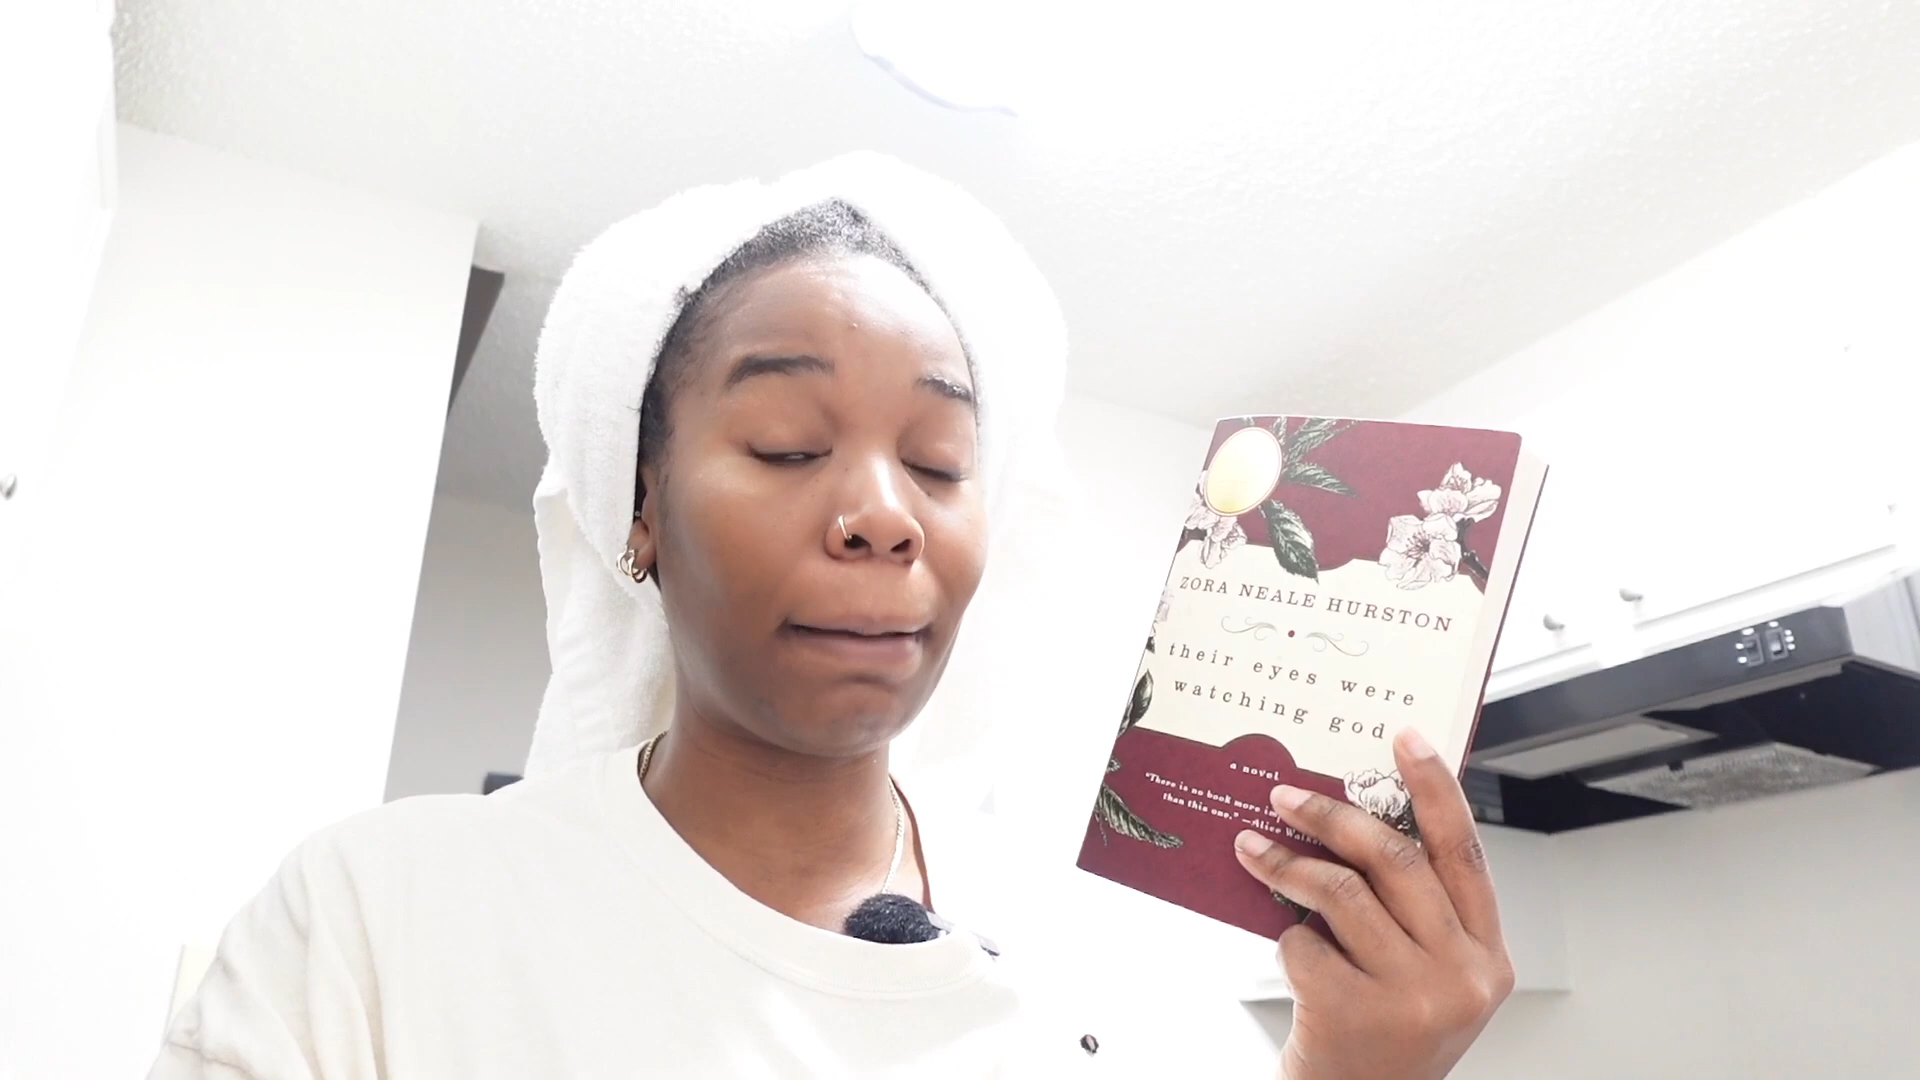 ZORA NEALE HURSTON
their eyes were
watching god
a novel
"There is no book more
than this one." —Alice